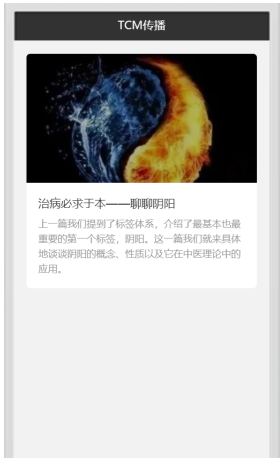 TCM传播
治病必求于本——聊聊阴阳
上一篇我们提到了标签体系，介绍了最基本也最
重要的第一个标签，阴阳。这一篇我们就来具体
地谈谈阴阳的概念、性质以及它在中医理论中的
应用。